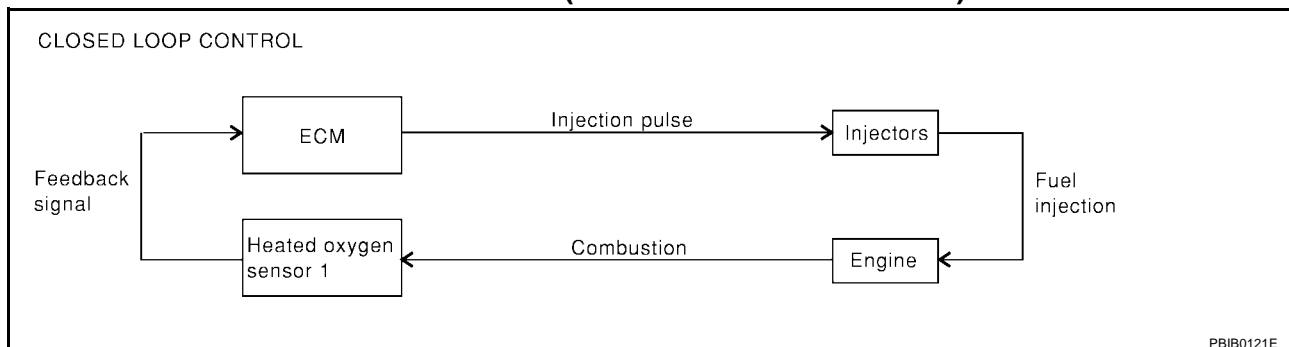 CLOSED LOOP CONTROL
ECM
Injection pulse
Injectors
Feedback
signal
Fuel
injection
Heated oxygen
sensor 1
Combustion
Engine
PBIB0121E